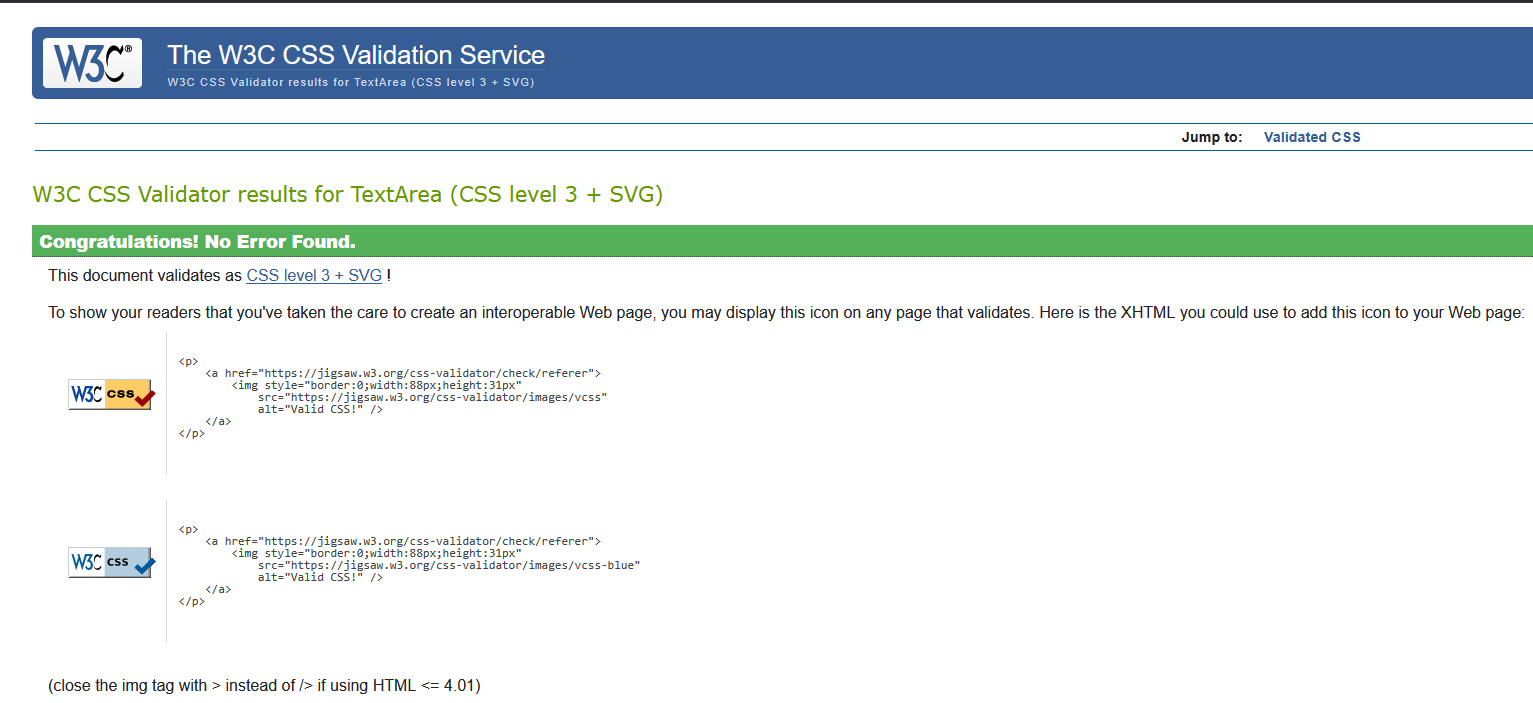 W3C®
The W3C CSS Validation Service
W3C CSS Validator results for TextArea (CSS level 3 + SVG)
Jump to: Validated CSS
W3C CSS Validator results for TextArea (CSS level 3 + SVG)
Congratulations! No Error Found.
This document validates as CSS level 3 + SVG !
To show your readers that you've taken the care to create an interoperable Web page, you may display this icon on any page that validates. Here is the XHTML you could use to add this icon to your Web page:
W3C css
<p>
    <a href="https://jigsaw.w3.org/css-validator/check/referer">
        <img style="border:0;width:88px;height:31px"
            src="https://jigsaw.w3.org/css-validator/images/vcss"
            alt="Valid CSS!" />
    </a>
</p>
W3C css
<p>
    <a href="https://jigsaw.w3.org/css-validator/check/referer">
        <img style="border:0;width:88px;height:31px"
            src="https://jigsaw.w3.org/css-validator/images/vcss-blue"
            alt="Valid CSS!" />
    </a>
</p>
(close the img tag with > instead of /> if using HTML <= 4.01)